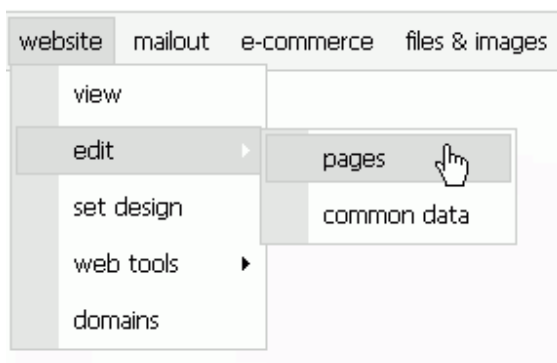 website mailout e-commerce files & images
view
edit
pages
set design
common data
web tools
domains